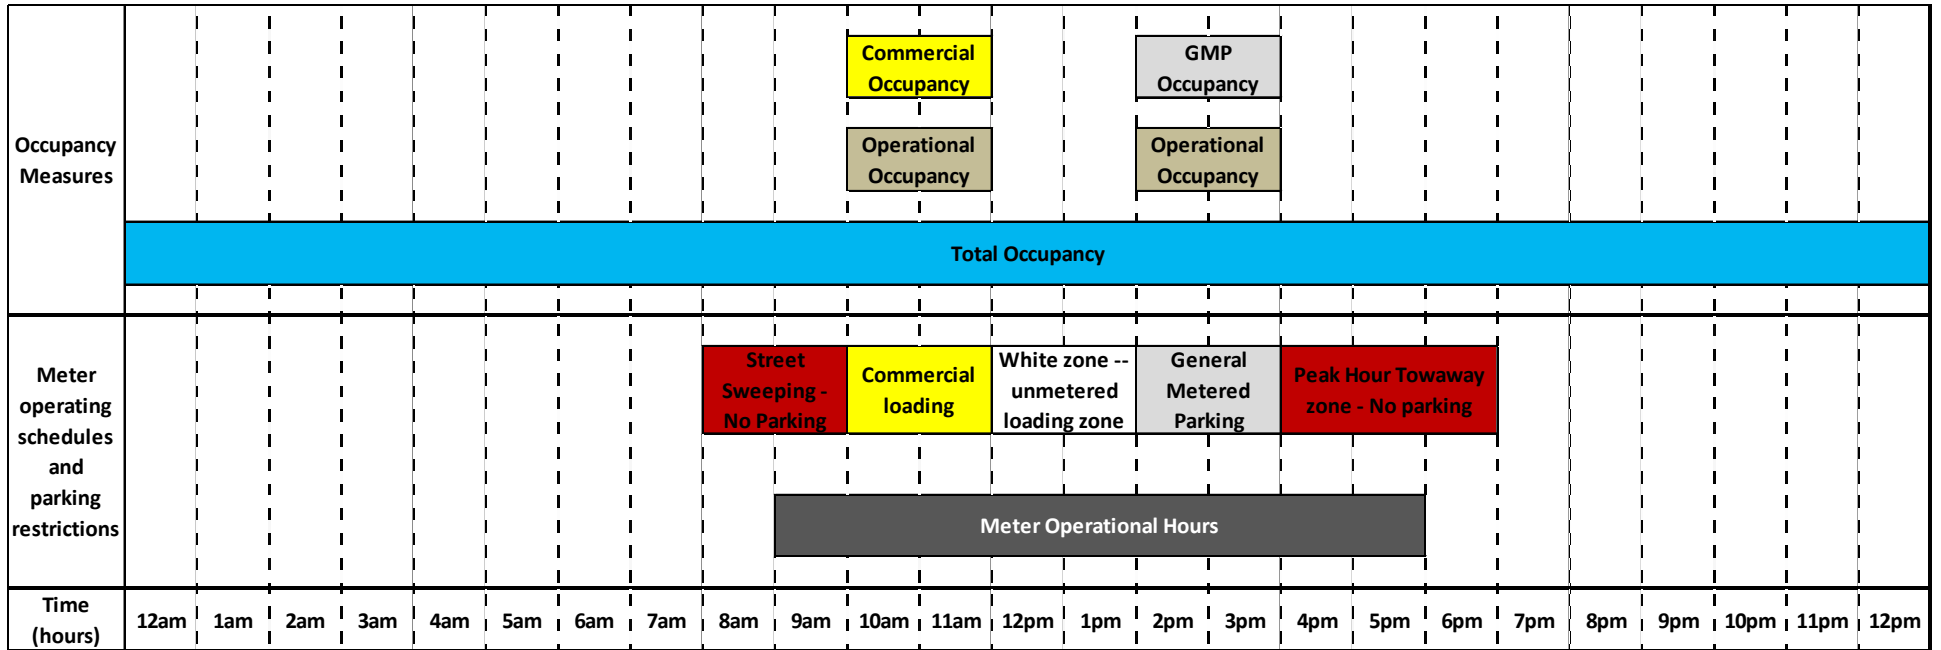 Occupancy
Measures
Commercial
Occupancy
GMP
Occupancy
Operational
Occupancy
Operational
Occupancy
Total Occupancy
Meter
operating
schedules
and
parking
restrictions
Street
Sweeping -
No Parking
Commercial
loading
White zone --
unmetered
loading zone
General
Metered
Parking
Peak Hour Towaway
zone - No parking
Meter Operational Hours
Time
(hours)
12am 1am 2am 3am 4am 5am 6am 7am 8am 9am 10am 11am 12pm 1pm 2pm 3pm 4pm 5pm 6pm 7pm 8pm 9pm 10pm 11pm 12pm